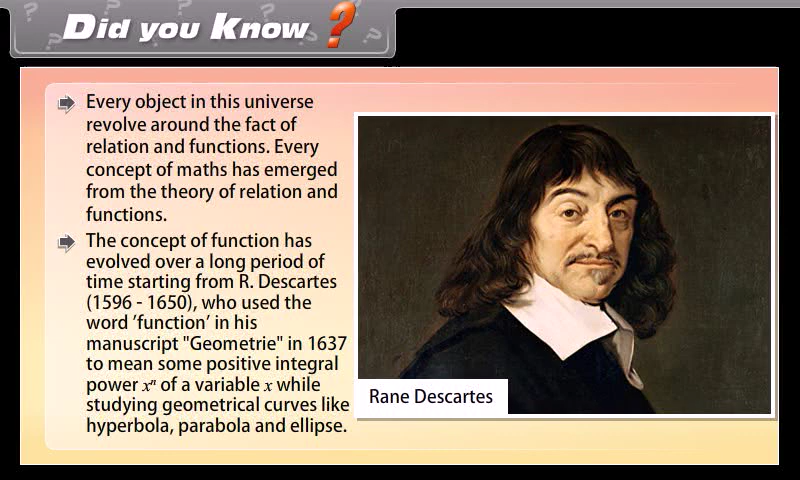 Did you Know ?
Every object in this universe
revolve around the fact of
relation and functions. Every
concept of maths has emerged
from the theory of relation and
functions.
The concept of function has
evolved over a long period of
time starting from R. Descartes
(1596 - 1650), who used the
word ’function’ in his
manuscript "Geometrie" in 1637
to mean some positive integral
power xⁿ of a variable x while
studying geometrical curves like
hyperbola, parabola and ellipse.
Rane Descartes